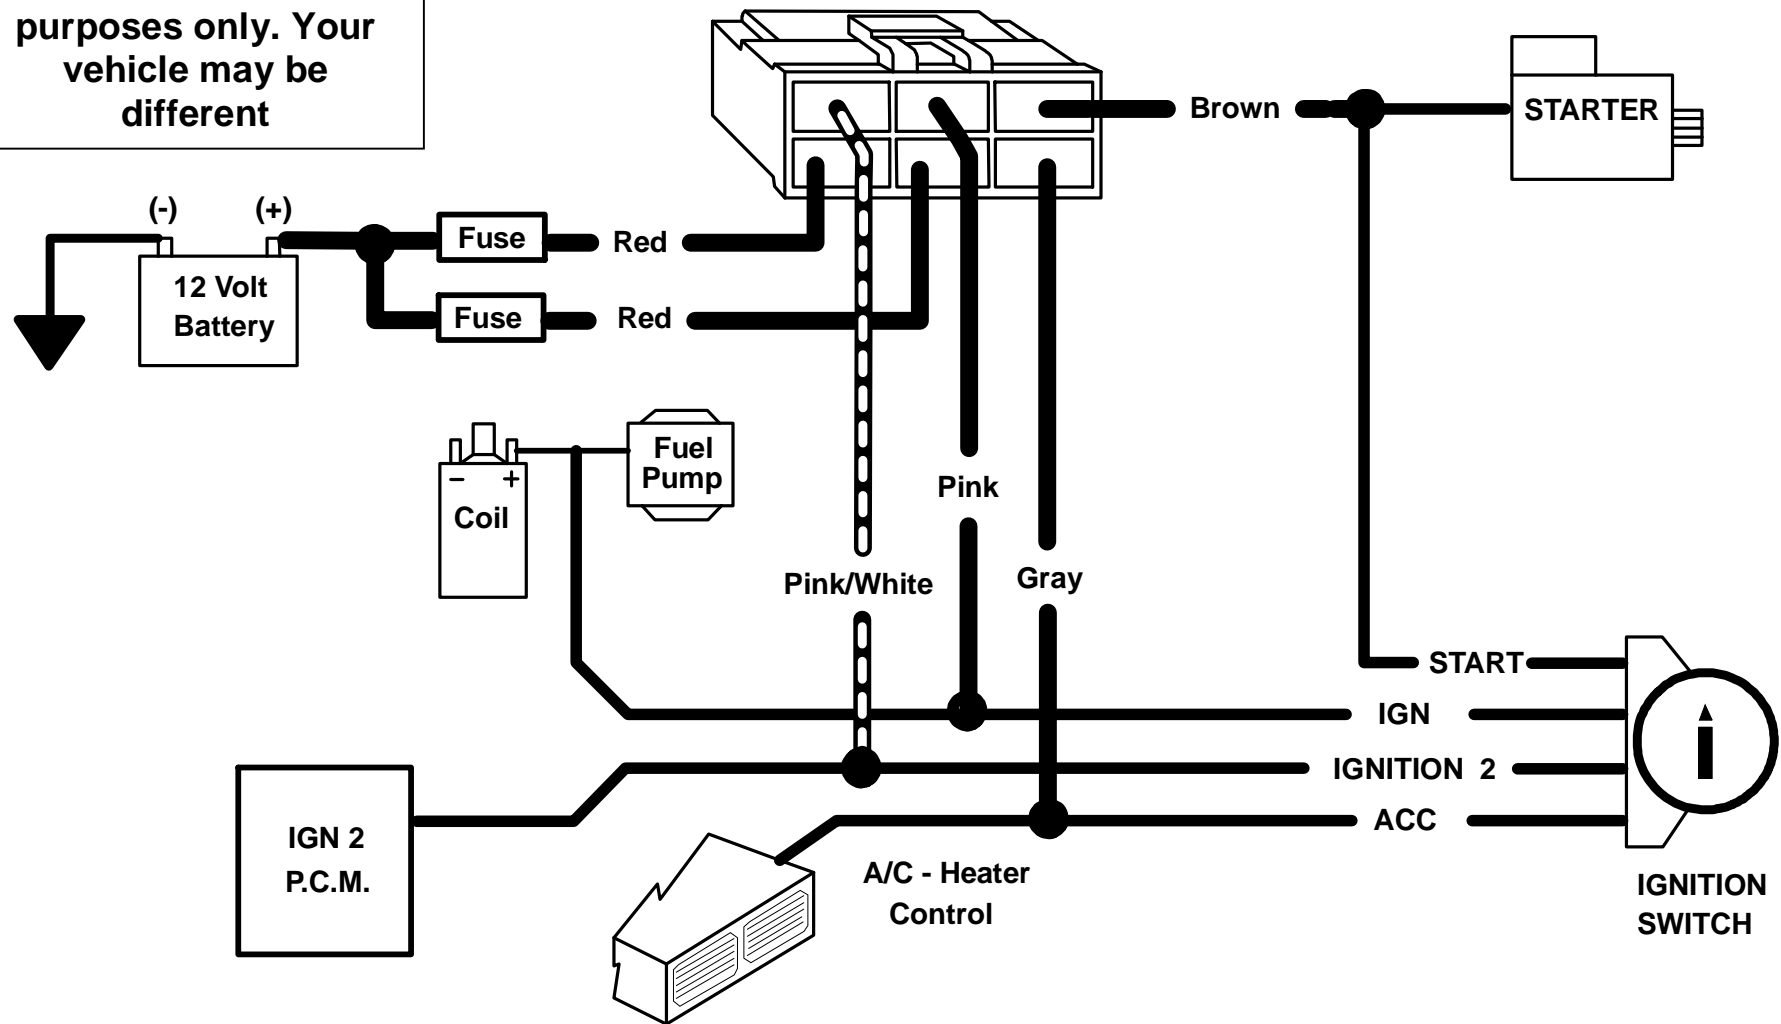 purposes only. Your
vehicle may be
different
Brown
STARTER
(-) (+)
Fuse Red
12 Volt
Battery
Fuse Red
Fuel
Pump
- +
Coil
Pink
Pink/White
Gray
START
IGN
IGNITION 2
ACC
IGN 2
P.C.M.
A/C - Heater
Control
IGNITION
SWITCH